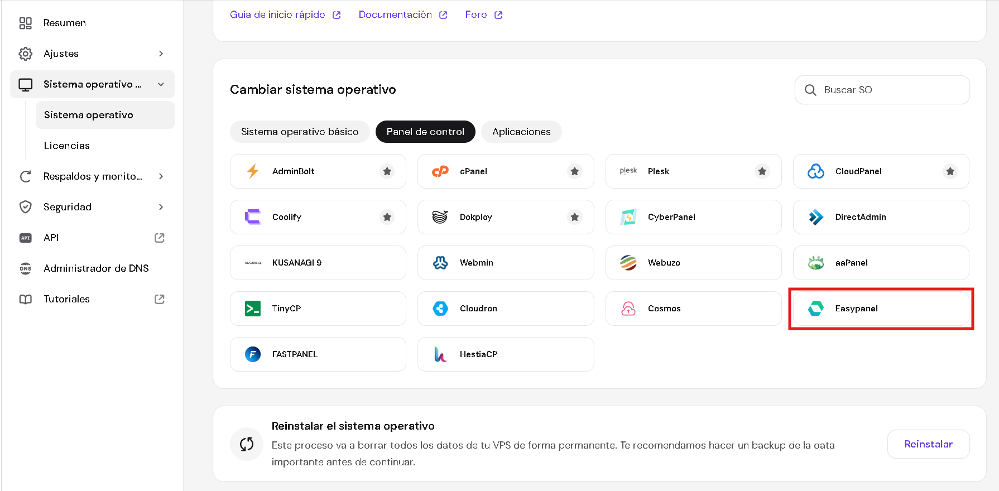 Resumen
Ajustes
Sistema operativo ...
Sistema operativo
Licencias
Respaldos y monito...
Seguridad
API
API
DNS
Administrador de DNS
Tutoriales
Guía de inicio rápido
Documentación
Foro
Cambiar sistema operativo
Buscar SO
Sistema operativo básico
Panel de control
Aplicaciones
AdminBolt
cP
cPanel
plesk
Plesk
CloudPanel
Coolify
Dokploy
CyberPanel
DirectAdmin
KUSANAGI
KUSANAGI 9
Webmin
Webuzo
aaPanel
TinyCP
Cloudron
Cosmos
Easypanel
F
FASTPANEL
h
HestiaCP
Reinstalar el sistema operativo
Este proceso va a borrar todos los datos de tu VPS de forma permanente. Te recomendamos hacer un backup de la data
importante antes de continuar.
Reinstalar